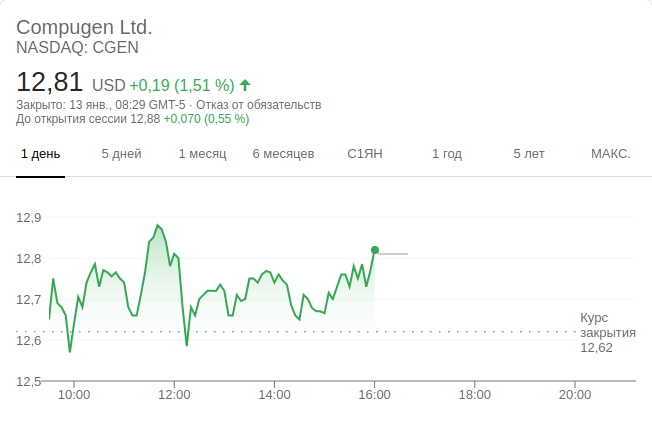 Compugen Ltd.
NASDAQ: CGEN
12,81 USD +0,19 (1,51 %)
Закрыто: 13 янв., 08:29 GMT-5 · Отказ от обязательств
До открытия сессии 12,88 +0,070 (0,55 %)
1 день 5 дней 1 месяц 6 месяцев С1ЯН 1 год 5 лет МАКС.
12,9
12,8
12,7
12,6
12,5
Курс
закрытия
12,62
10:00 12:00 14:00 16:00 18:00 20:00